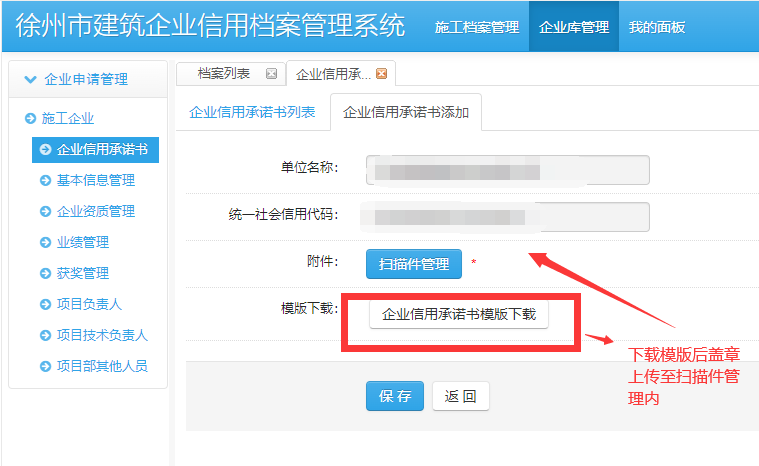 徐州市建筑企业信用档案管理系统
施工档案管理 企业库管理 我的面板
企业申请管理
档案列表 企业信用承...
施工企业
企业信用承诺书列表 企业信用承诺书添加
企业信用承诺书
基本信息管理
企业资质管理
业绩管理
获奖管理
项目负责人
项目技术负责人
项目部其他人员
单位名称：
统一社会信用代码：
附件： 扫描件管理 *
模版下载： 企业信用承诺书模版下载
下载模版后盖章
上传至扫描件管
理内
保存 返回